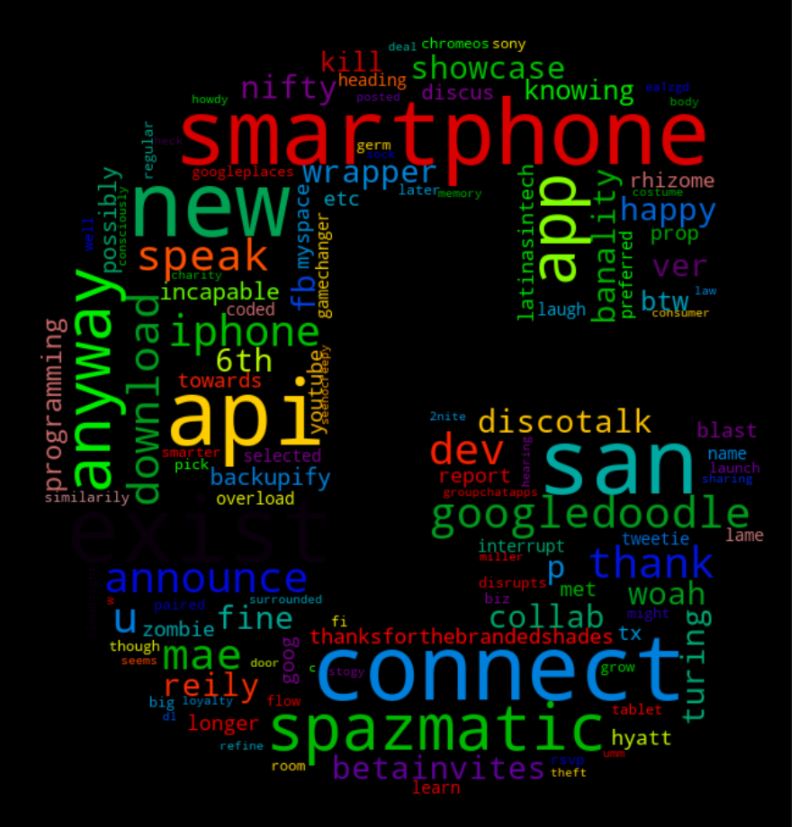 deal chromeos sony
kill showcase
nifty heading posted discus knowing
howdy body
smartphone
germ
regular
googleplaces wrapper rhizome
new etc later memory costume
app
latinasintech
banality
preferred
happy
possibly
consciously
well
myspace
prop
speak ver
charity
incapable fb gamechanger btw law
coded laugh consumer
anyway
download
iphone
programming
6th
youtube
seenocreepy
towards
api 2nite discotalk
dev san blast
smarter selected hearing name
pick backupify report launch
sharing
similarily overload groupchatapps
googledoodle
exist interrupt tweetie lame
miller
announce p thank
disrupts met woah
surrounded biz
paired might
u zombie fine fi collab
thanksforthebrandedshades tx
turing
though mae goog
seems door c stogy connect grow
reily
big loyalty flow
dl longer spazmatic tablet
refine hyatt
umm
room betainvites rsvp
theft
learn